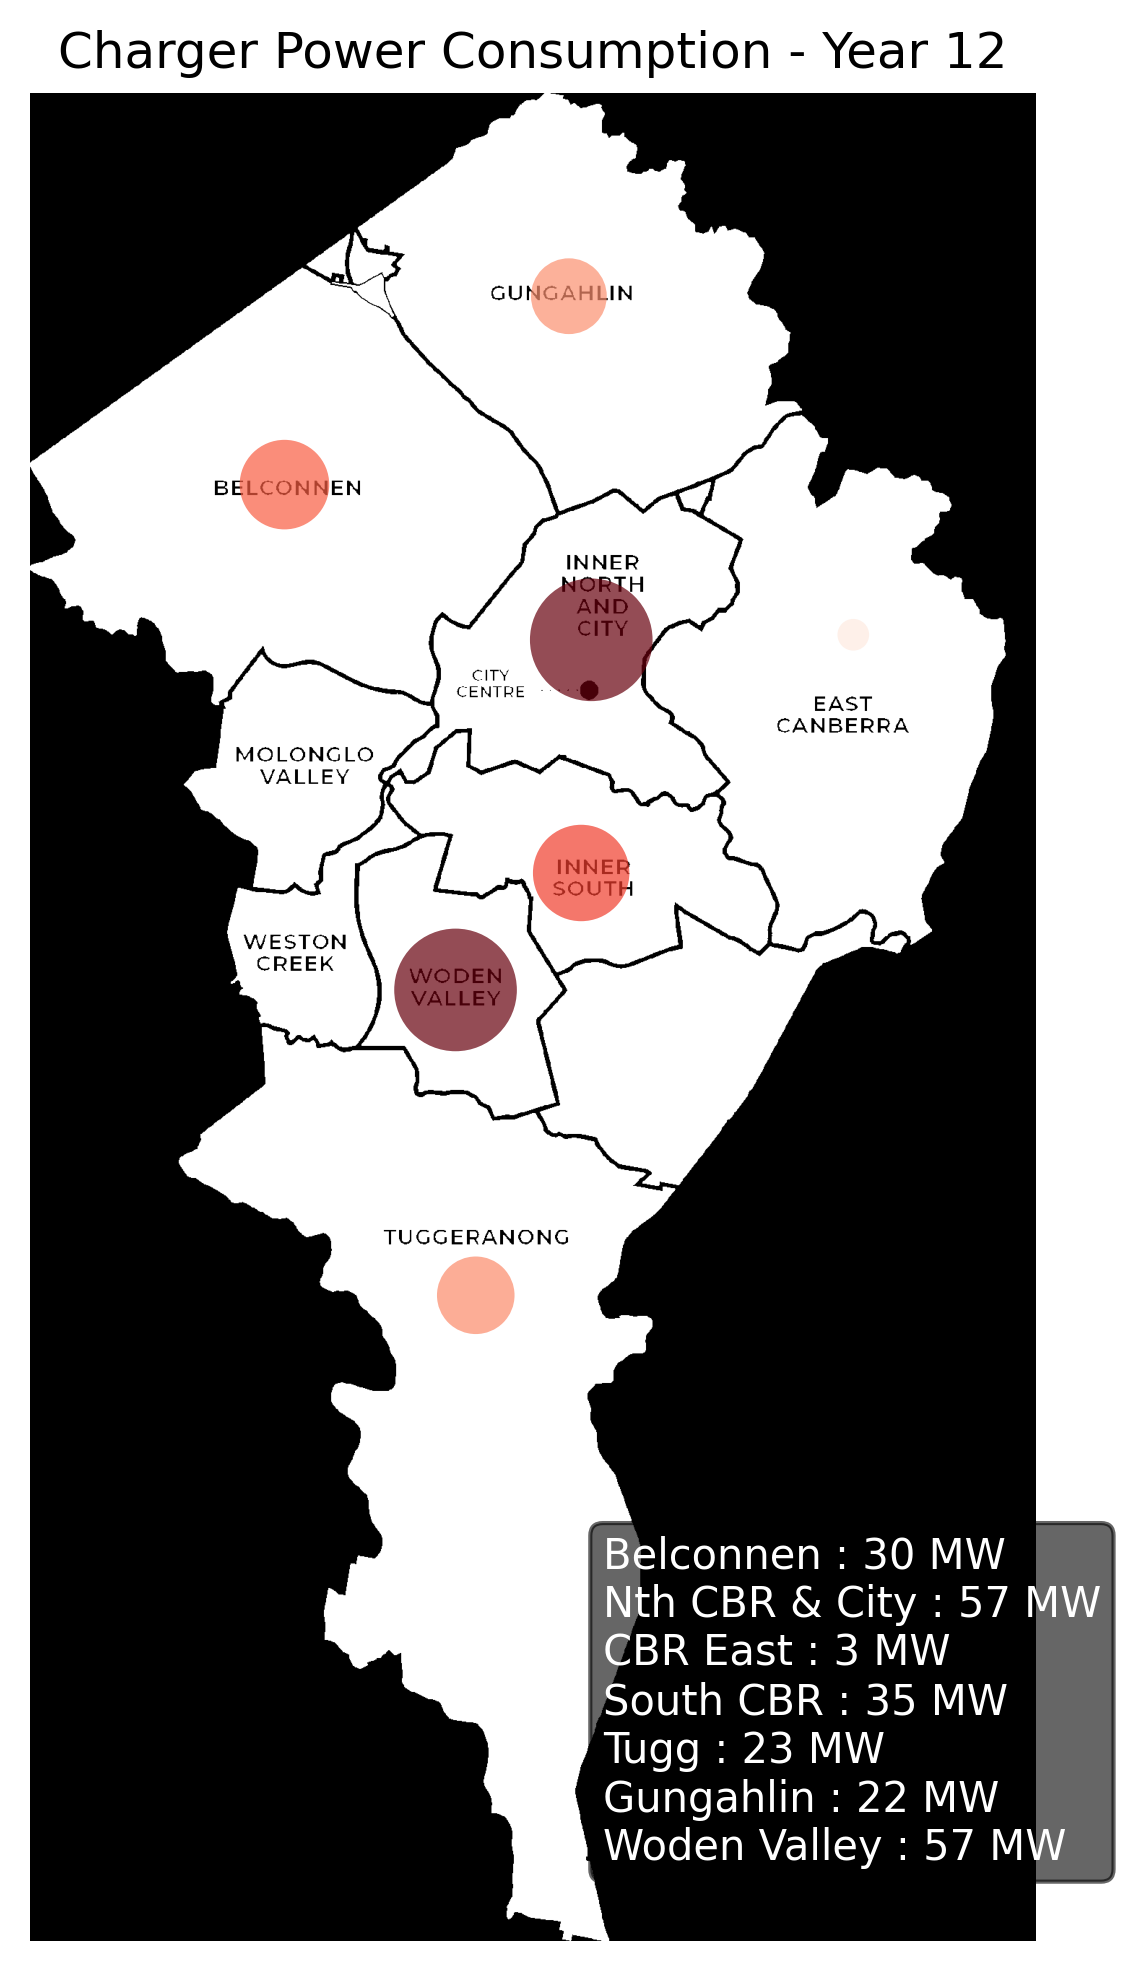 Charger Power Consumption - Year 12
GUNGAHLIN
BELCONNEN
INNER
NORTH
AND
CITY
CITY
CENTRE
EAST
CANBERRA
MOLONGLO
VALLEY
INNER
SOUTH
WESTON
CREEK
WODEN
VALLEY
TUGGERANONG
Belconnen : 30 MW
Nth CBR & City : 57 MW
CBR East : 3 MW
South CBR : 35 MW
Tugg : 23 MW
Gungahlin : 22 MW
Woden Valley : 57 MW